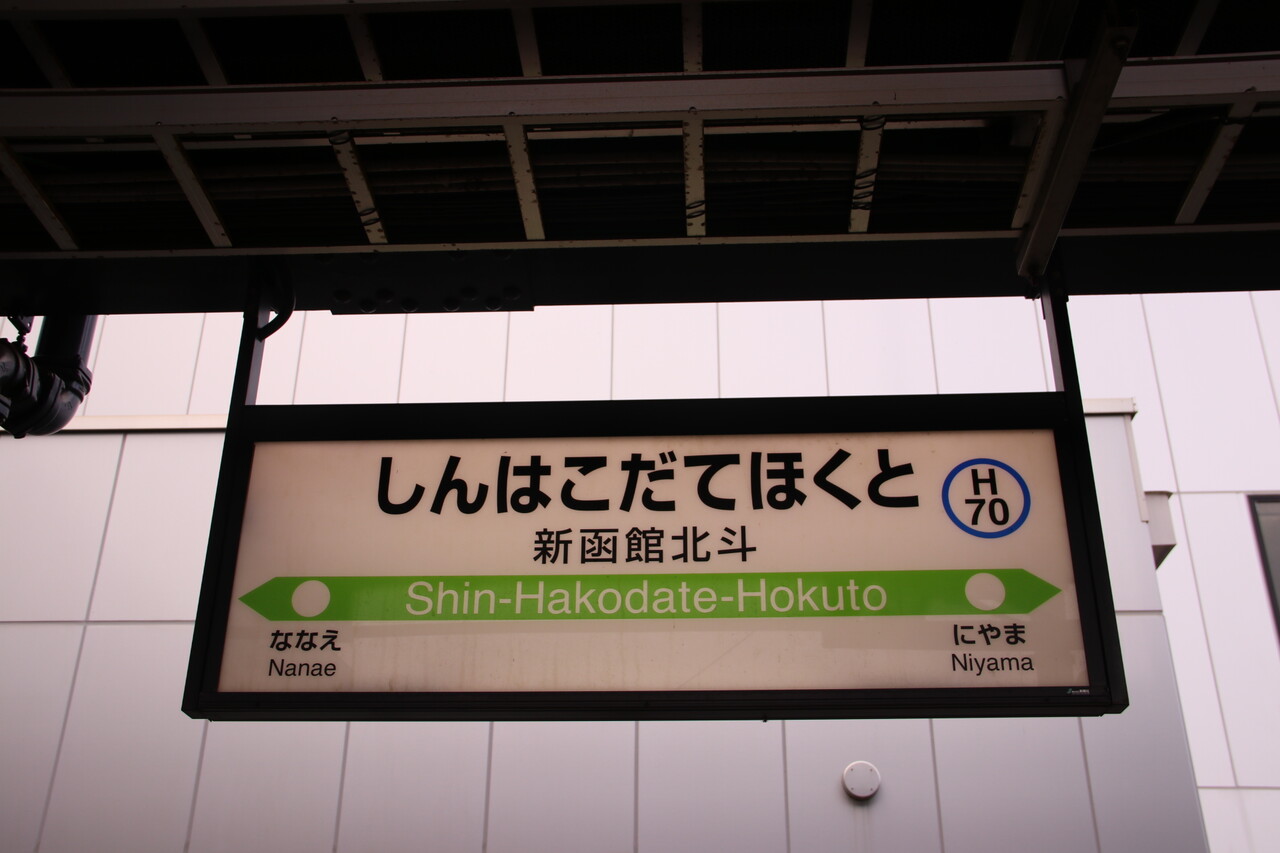 しんはこだてほくと
H
70
新函館北斗
Shin-Hakodate-Hokuto
ななえ
Nanae
にやま
Niyama